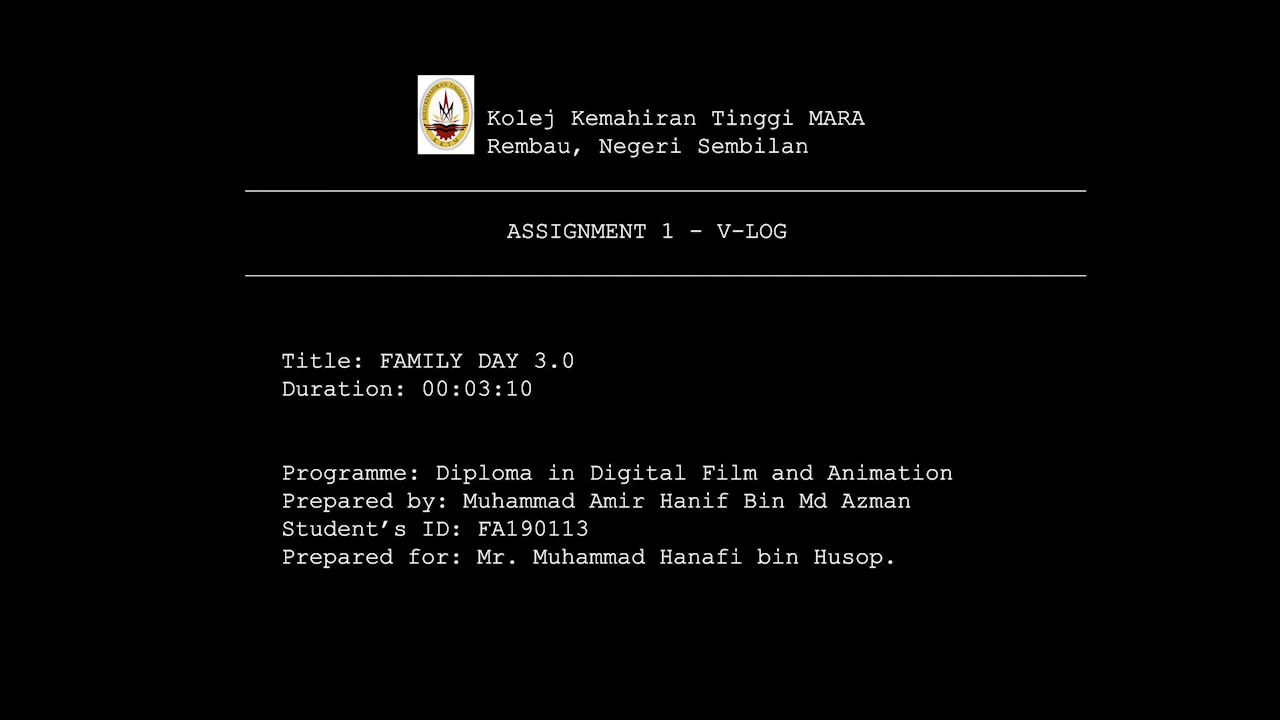 Kolej Kemahiran Tinggi MARA
Rembau, Negeri Sembilan
ASSIGNMENT 1 - V-LOG
Title: FAMILY DAY 3.0
Duration: 00:03:10
Programme: Diploma in Digital Film and Animation
Prepared by: Muhammad Amir Hanif Bin Md Azman
Student’s ID: FA190113
Prepared for: Mr. Muhammad Hanafi bin Husop.